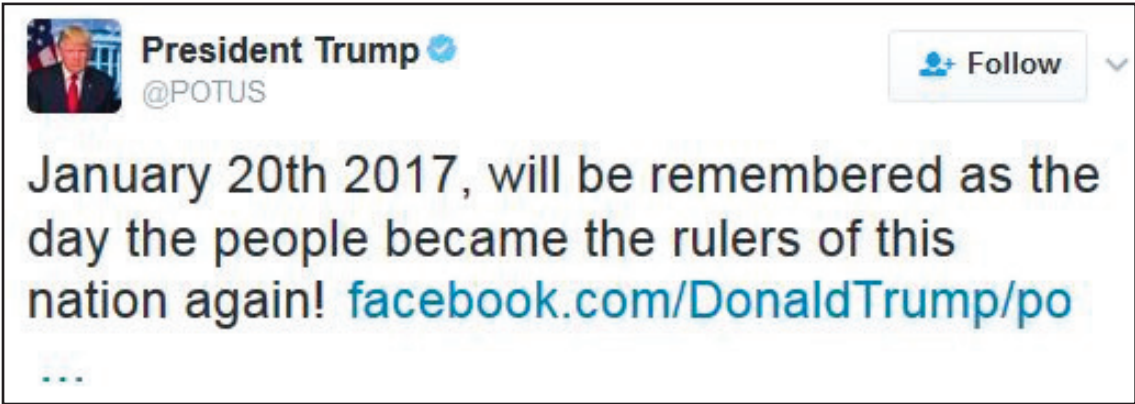 President Trump
@POTUS
Follow
January 20th 2017, will be remembered as the
day the people became the rulers of this
nation again! facebook.com/DonaldTrump/po
...